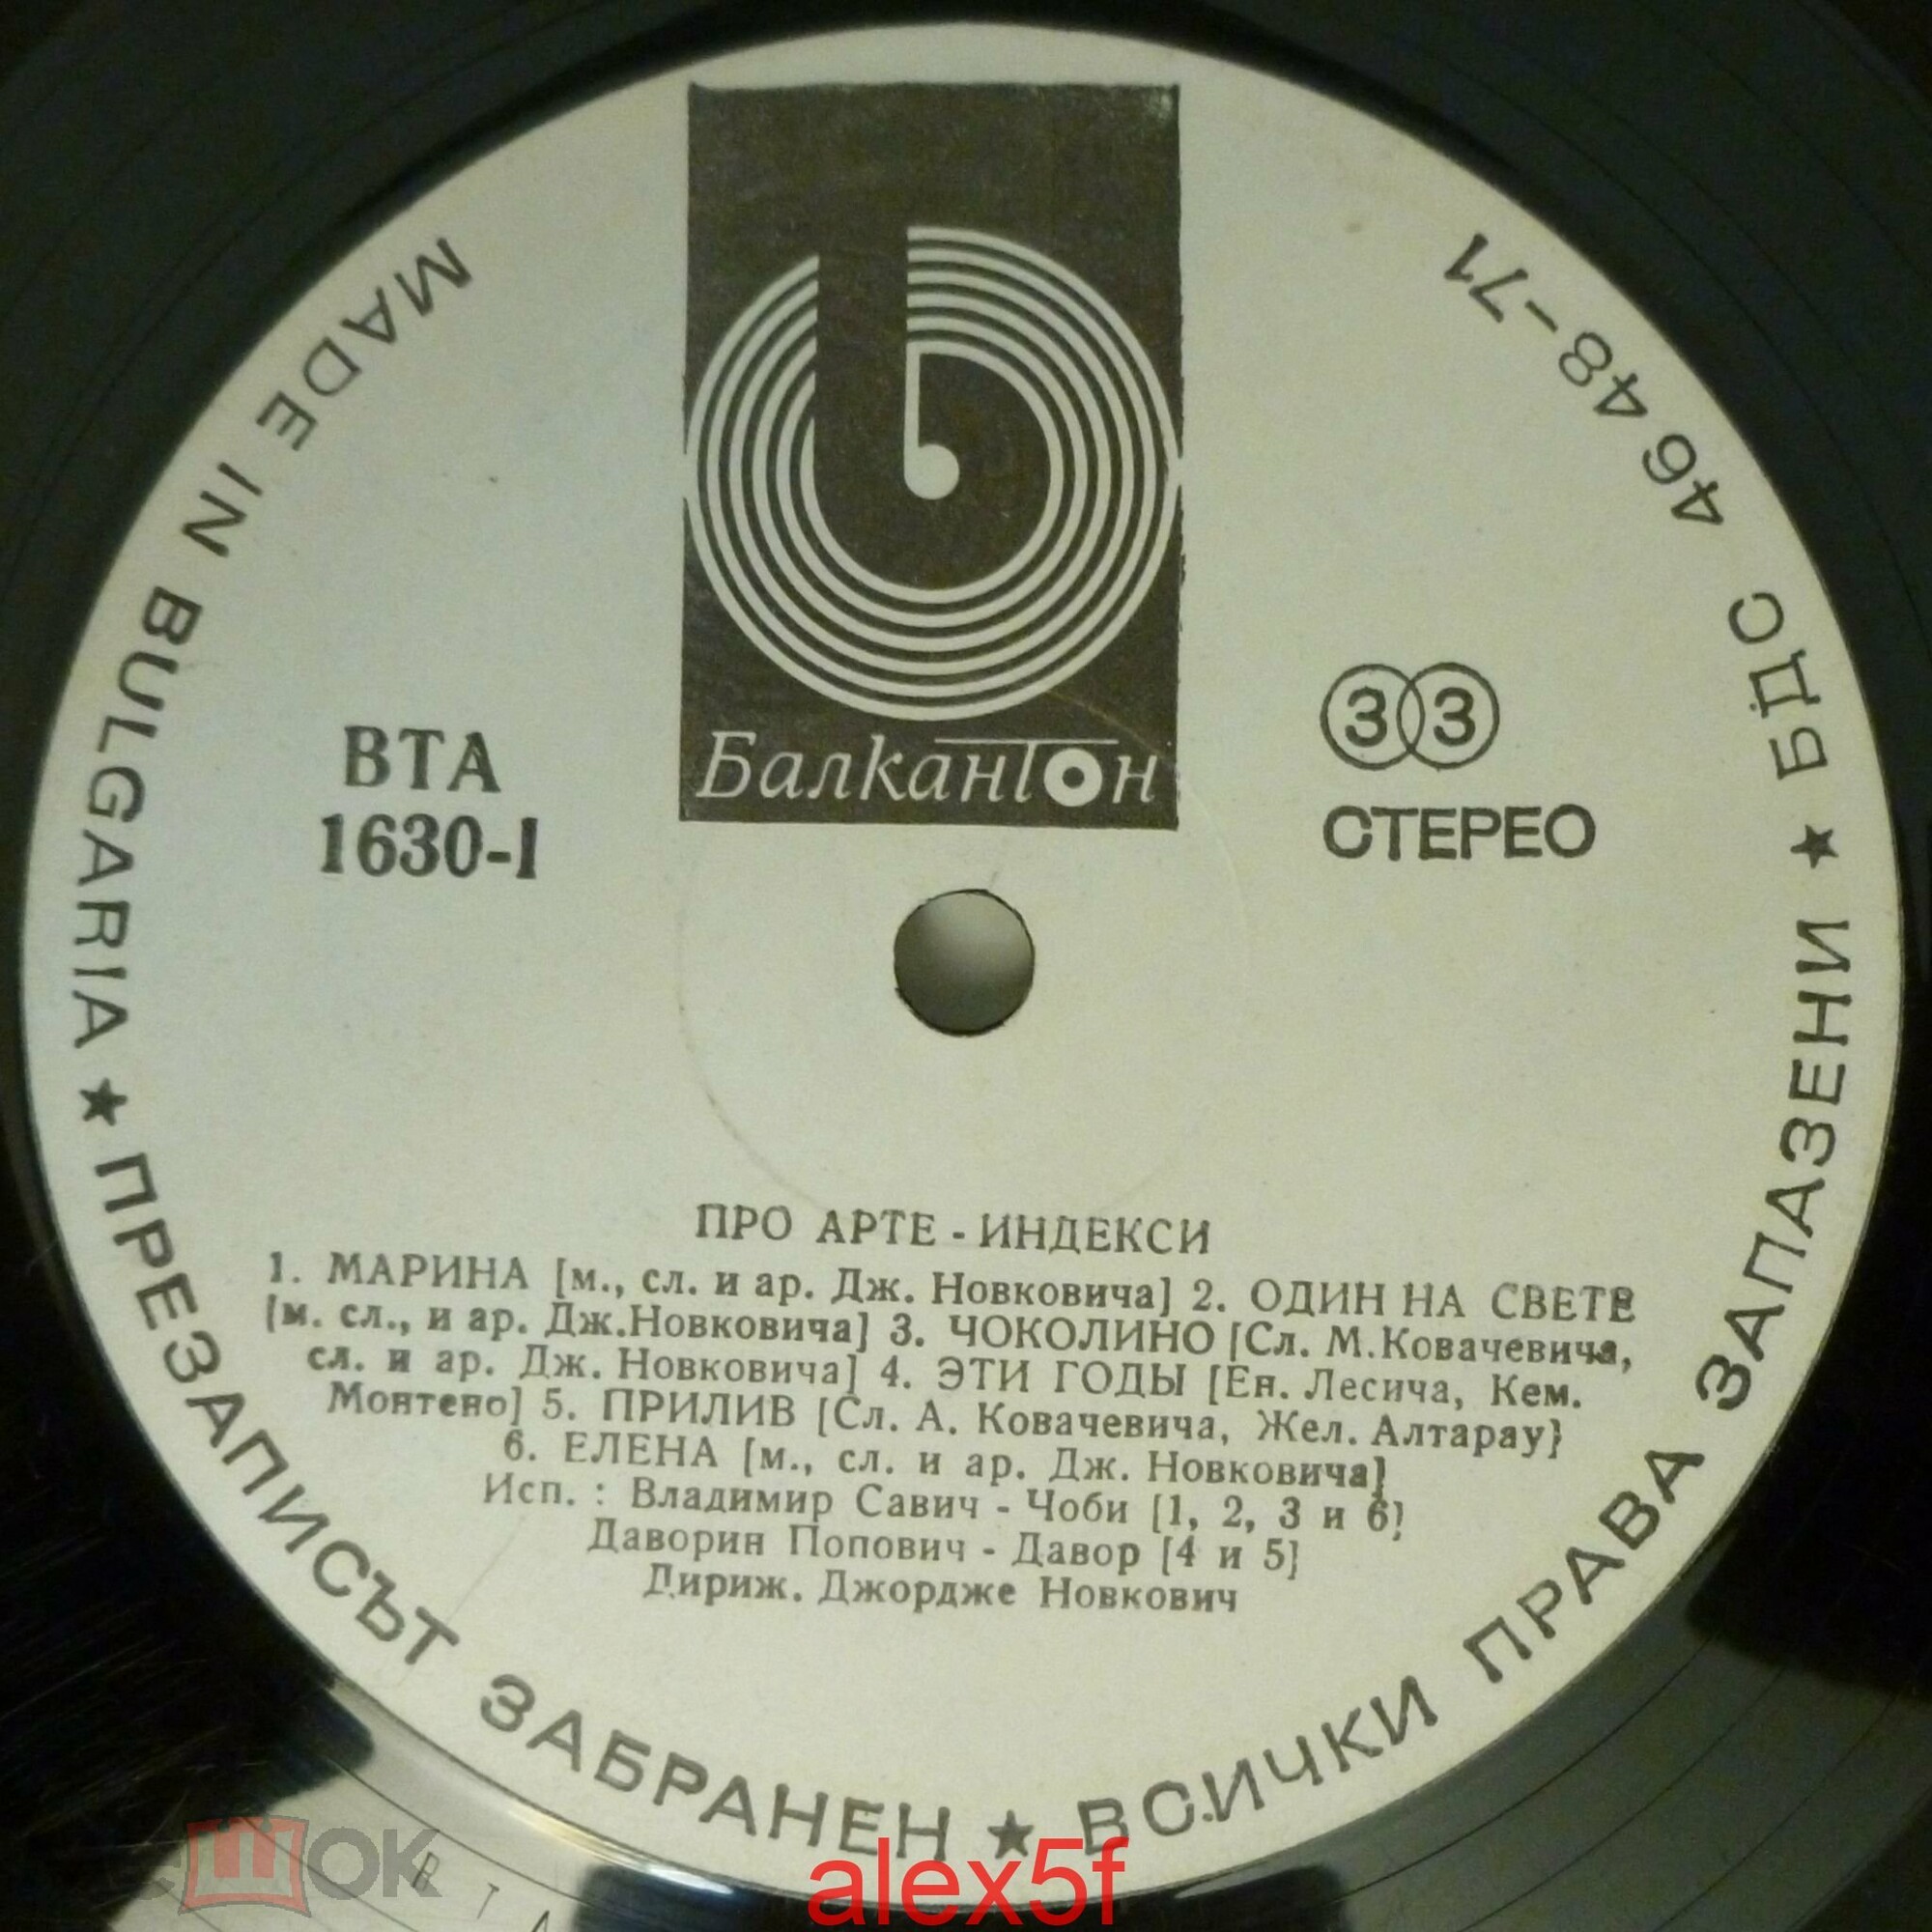 Балкантон
ВТА
1630-I
33
СТЕРЕО
ПРО АРТЕ - ИНДЕКСИ
1. МАРИНА [м., сл. и ар. Дж. Новковича] 2. ОДИН НА СВЕТЕ
[м. сл., и ар. Дж.Новковича] 3. ЧОКОЛИНО [Сл. М.Ковачевича,
сл. и ар. Дж. Новковича] 4. ЭТИ ГОДЫ [Ен. Лесича, Кем.
Монтено] 5. ПРИЛИВ [Сл. А. Ковачевича, Жел. Алтарау}
6. ЕЛЕНА [м., сл. и ар. Дж. Новковича]
Исп. : Владимир Савич - Чоби [1, 2, 3 и 6]
Даворин Попович - Давор [4 и 5]
Дириж. Джордже Новкович
MADE IN BULGARIA ★ ПРЕЗАПИСЪТ ЗАБРАНЕН ★ ВСИЧКИ ПРАВА ЗАПАЗЕНИ ★ БДС 4648-71
alex5f